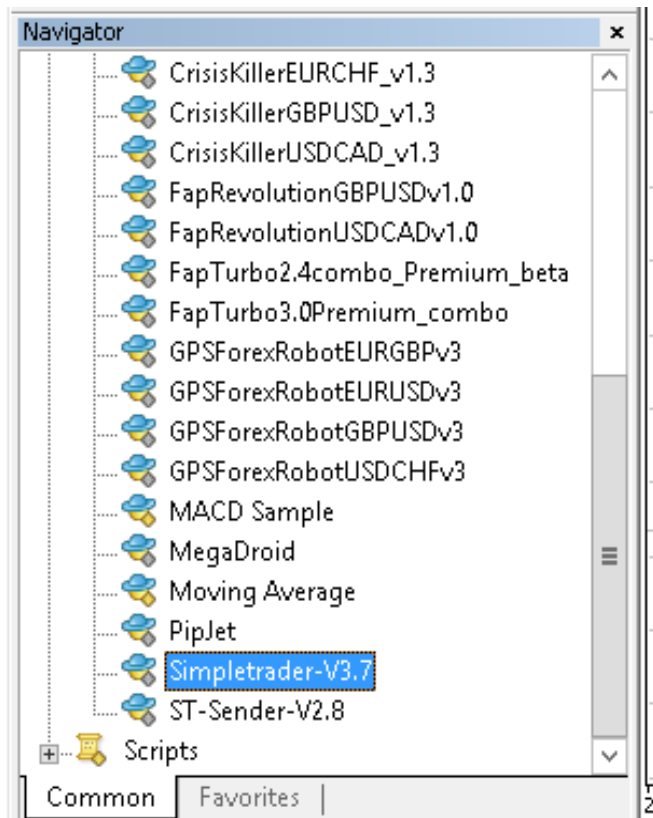 Navigator
CrisisKillerEURCHF_v1.3
CrisisKillerGBPUSD_v1.3
CrisisKillerUSDCAD_v1.3
FapRevolutionGBPUSDv1.0
FapRevolutionUSDCADv1.0
FapTurbo2.4combo_Premium_beta
FapTurbo3.0Premium_combo
GPSForexRobotEURGBPv3
GPSForexRobotEURUSDv3
GPSForexRobotGBPUSDv3
GPSForexRobotUSDCHFv3
MACD Sample
MegaDroid
Moving Average
PipJet
Simpletrader-V3.7
ST-Sender-V2.8
Scripts
Common Favorites
2